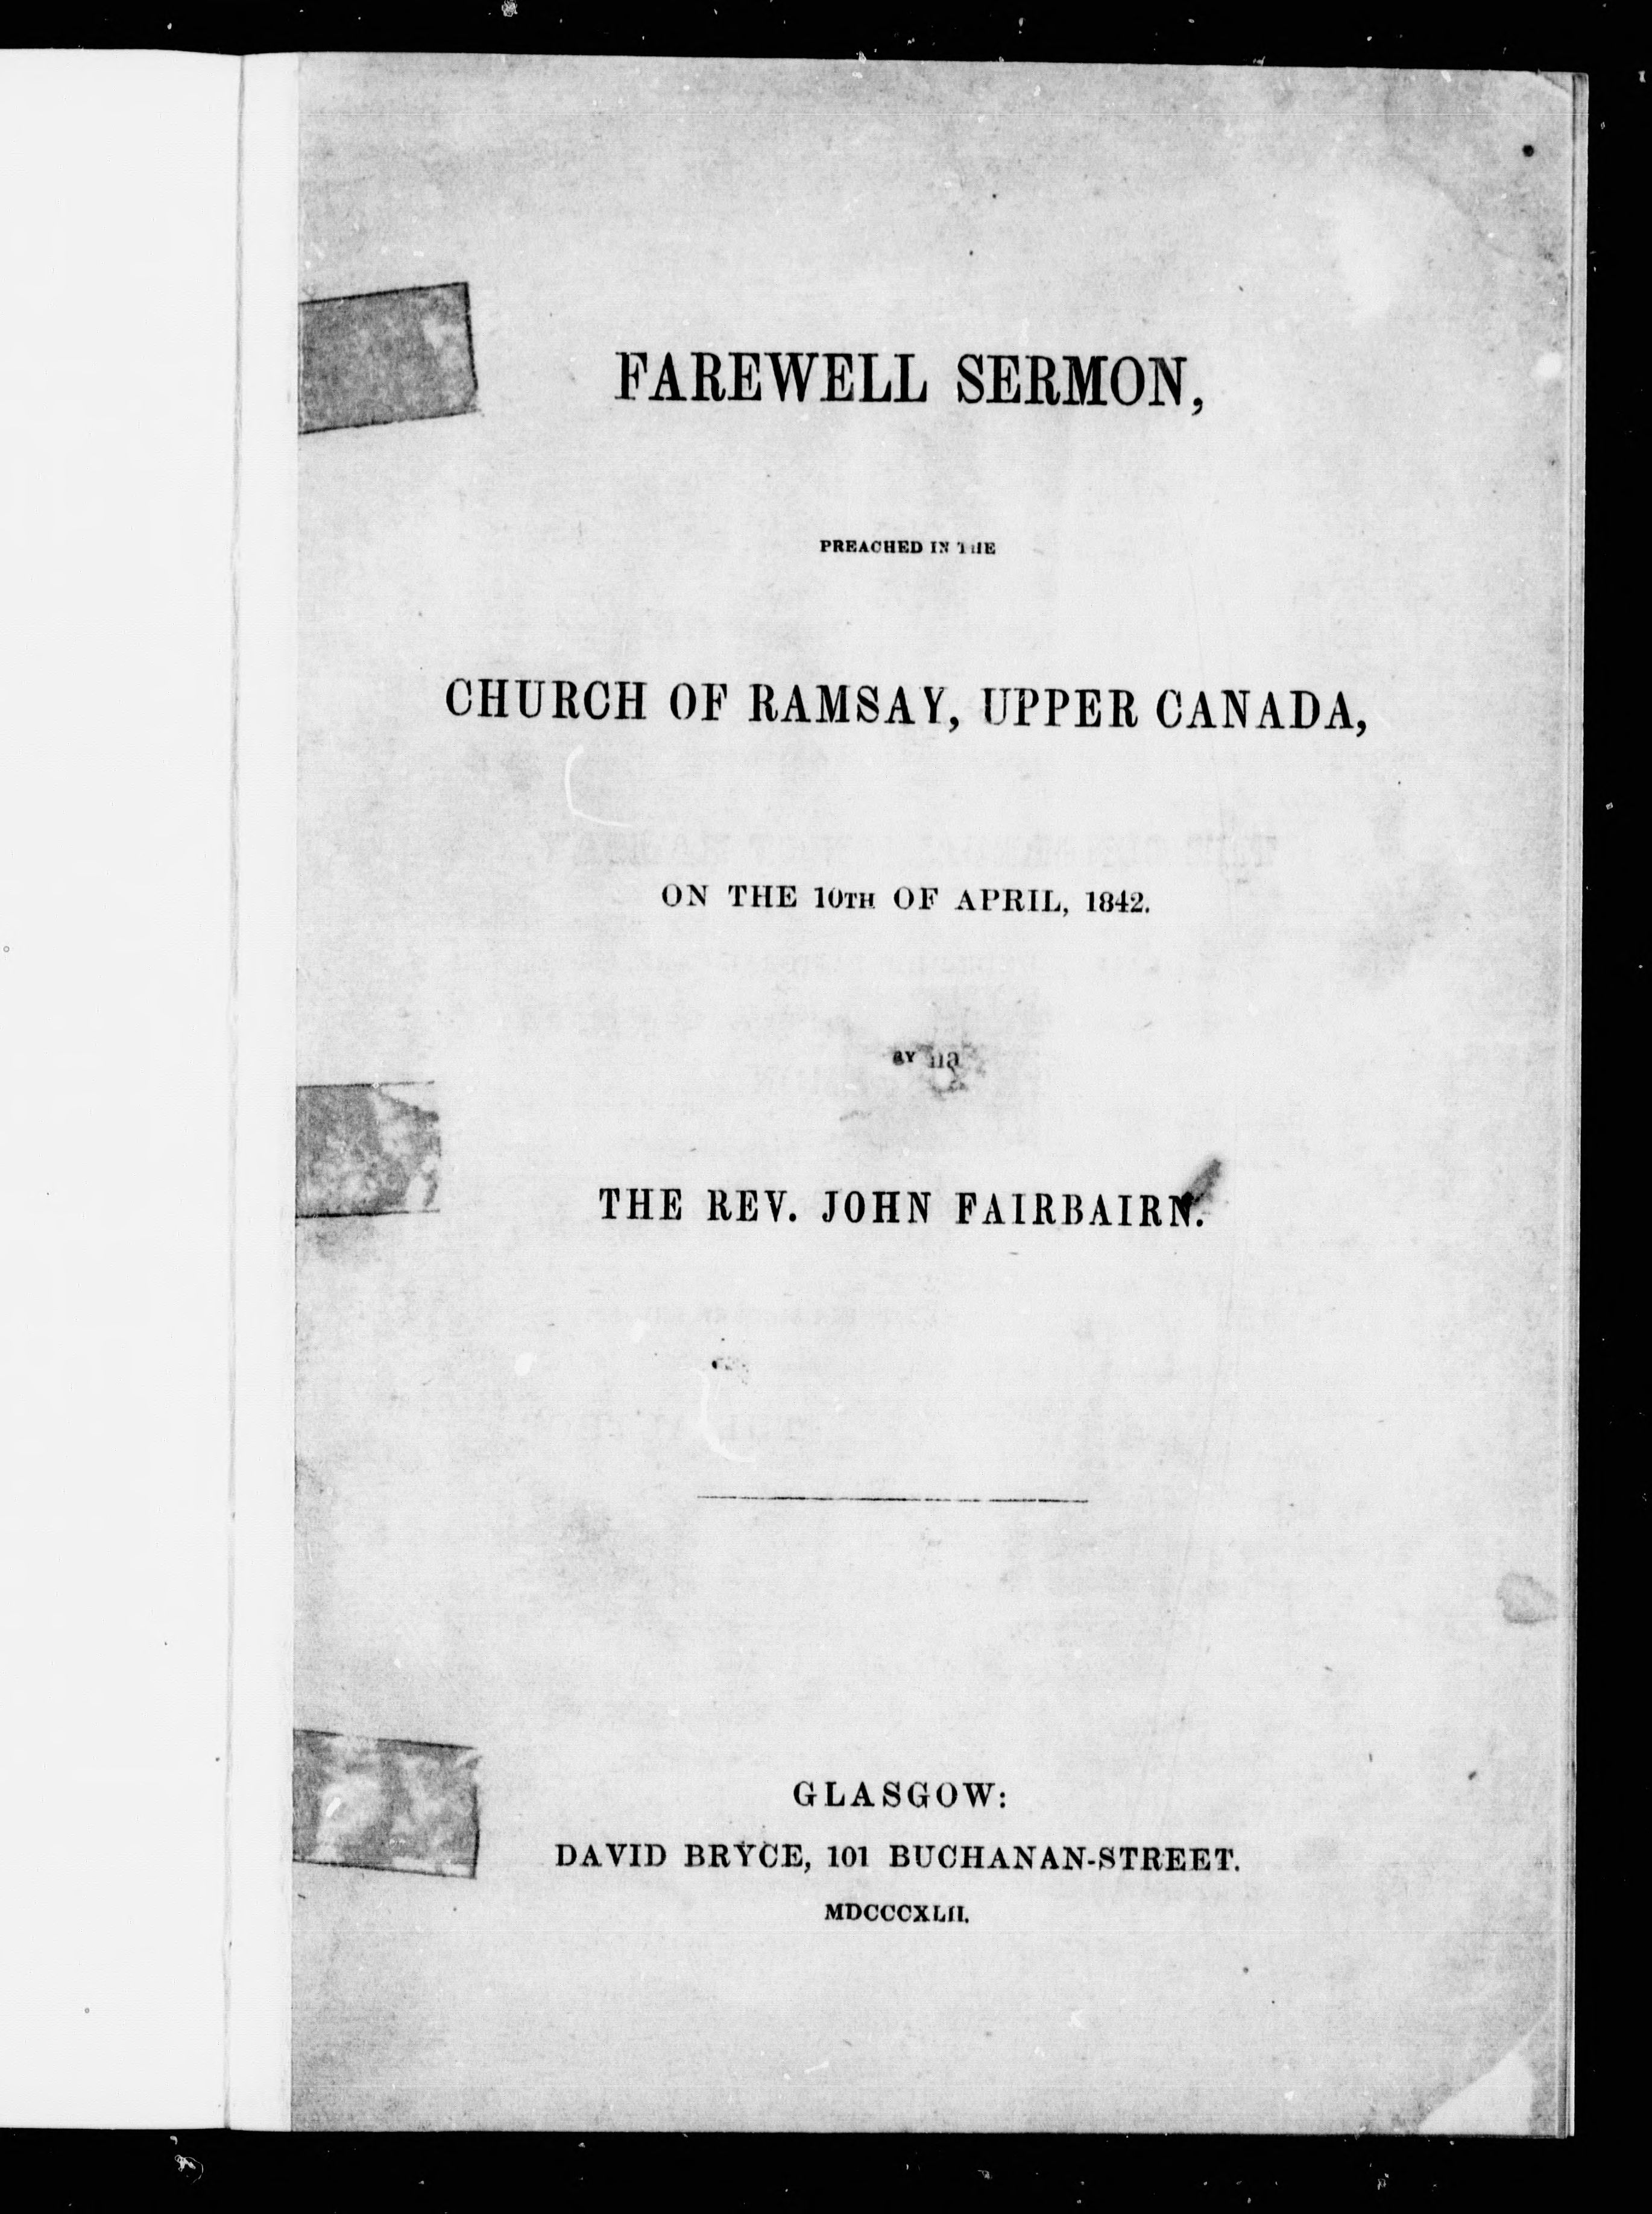 FAREWELL SERMON,
PREACHED IN THE
CHURCH OF RAMSAY, UPPER CANADA,
ON THE 10TH OF APRIL, 1842.
BY
THE REV. JOHN FAIRBAIRN.
GLASGOW:
DAVID BRYCE, 101 BUCHANAN-STREET.
MDCCCXLII.